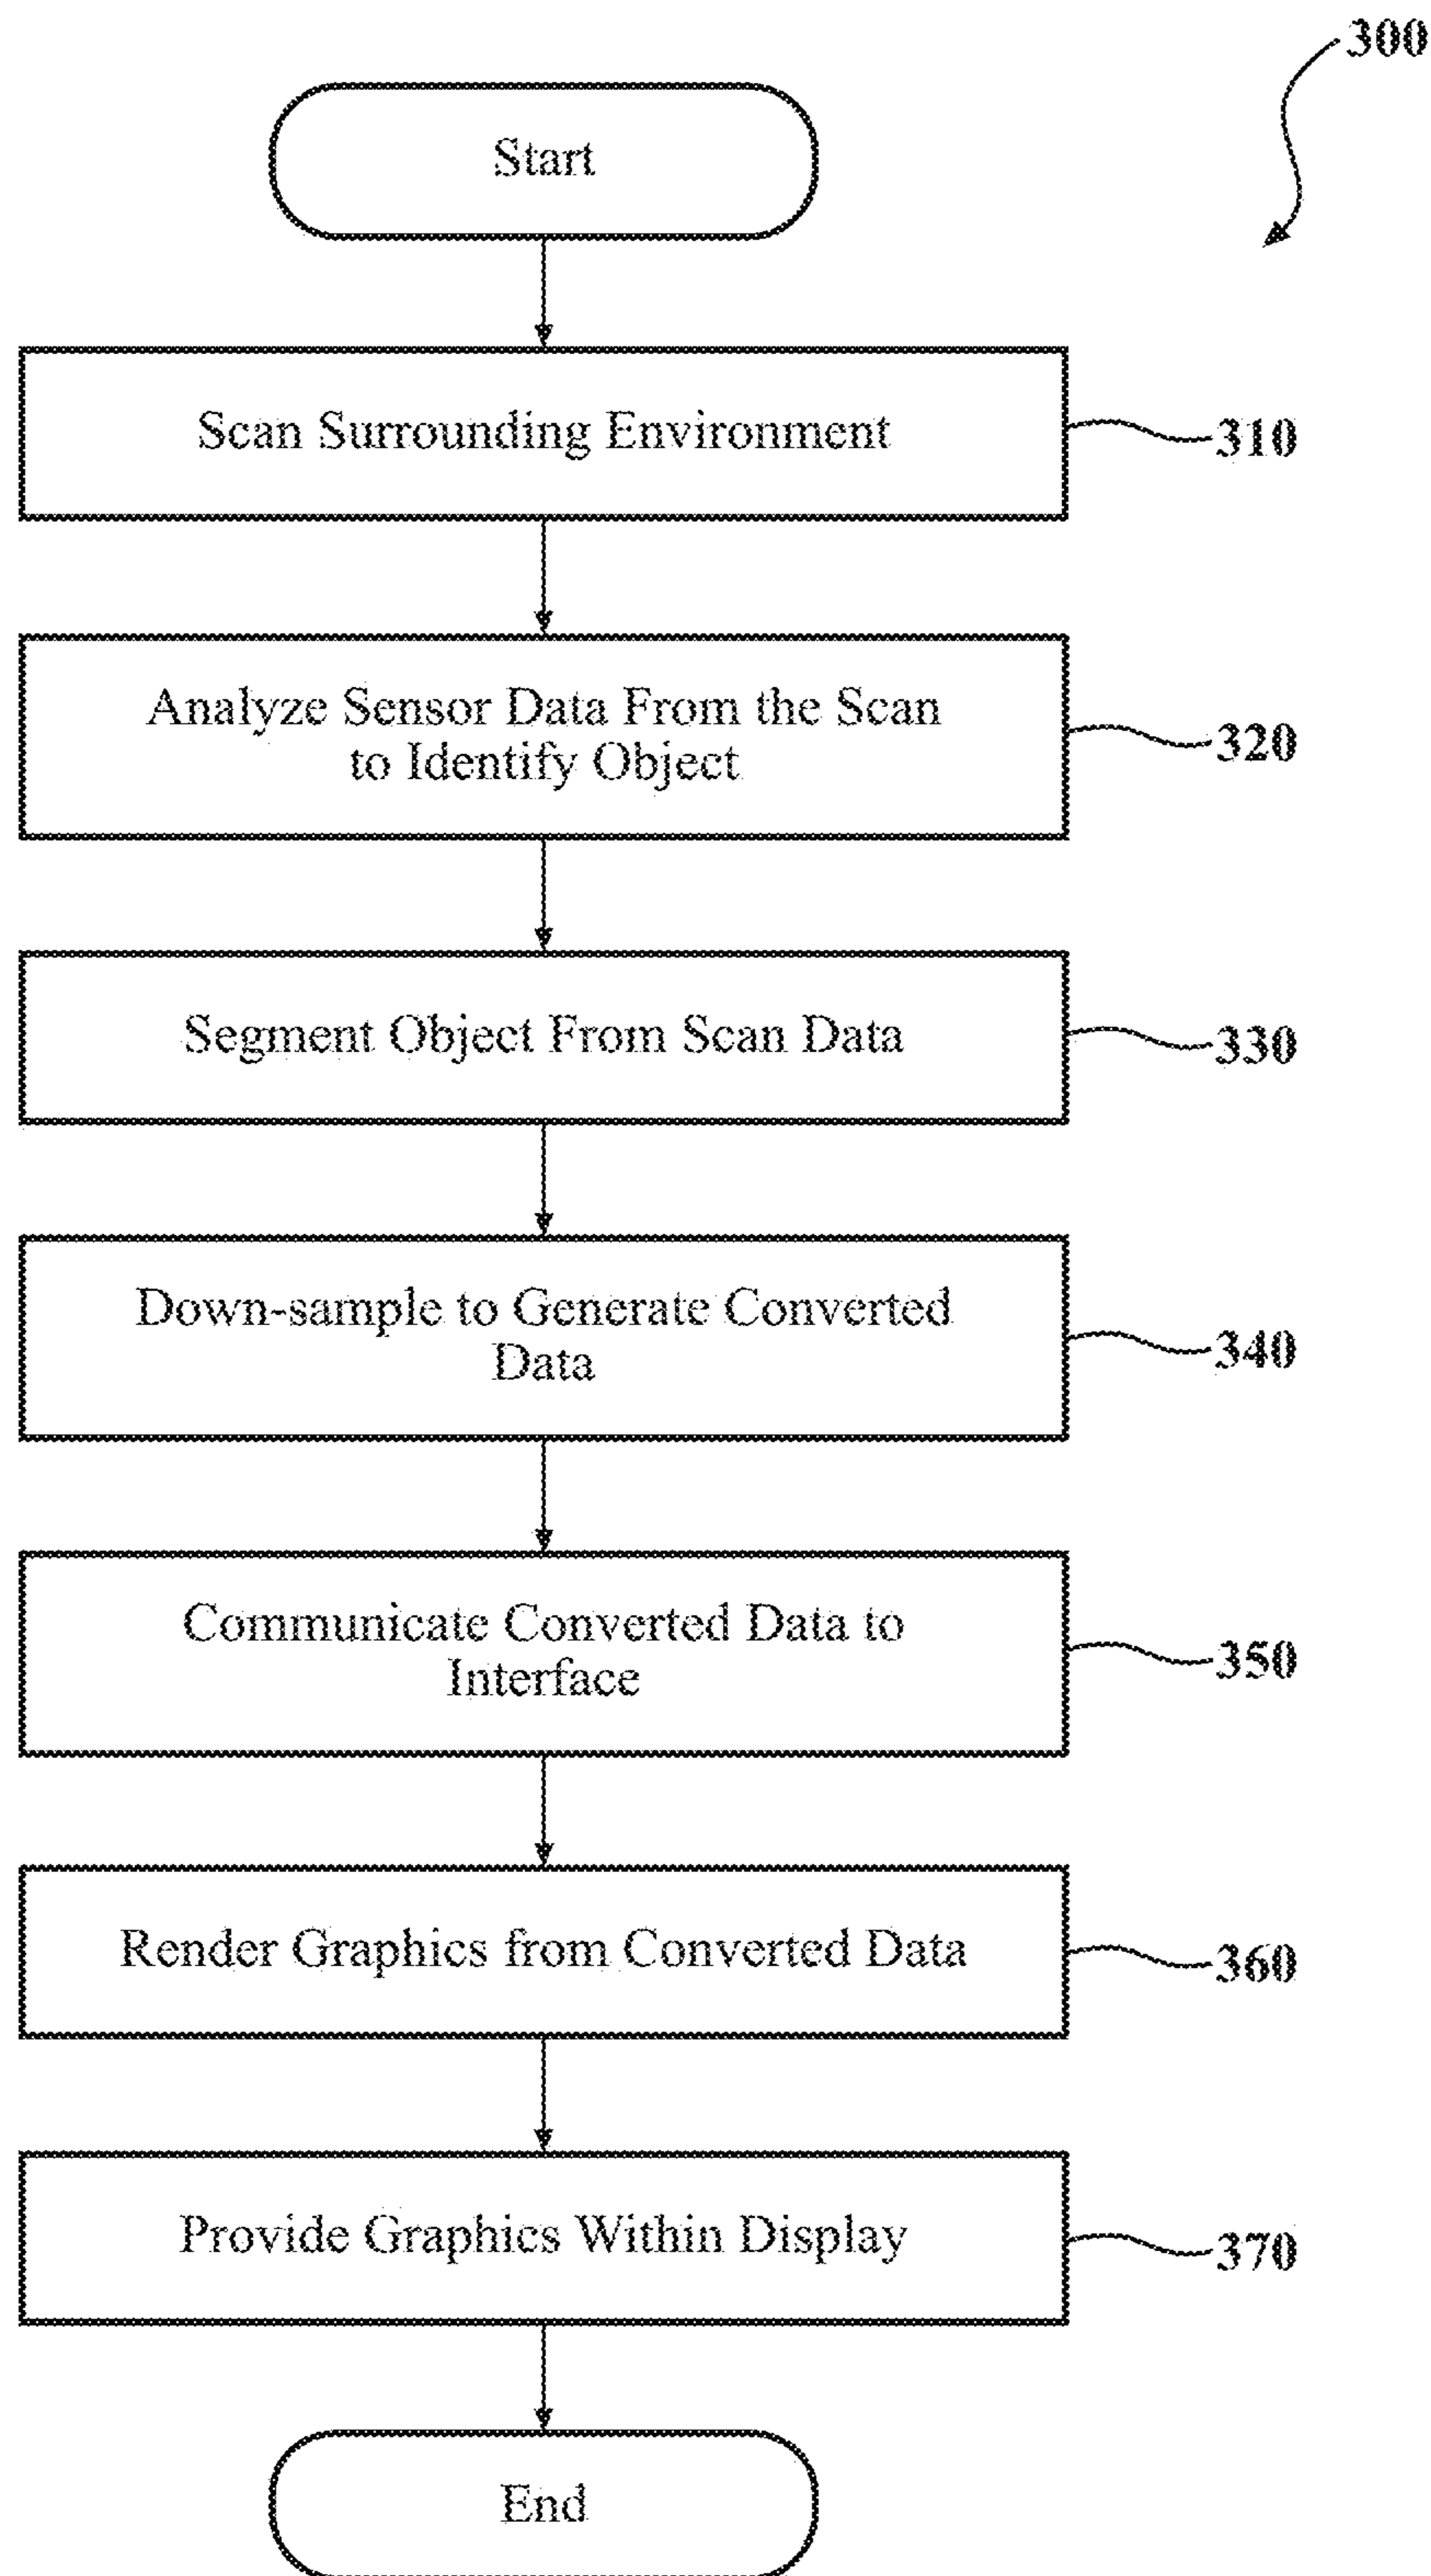 300
Start
Scan Surrounding Environment
310
Analyze Sensor Data From the Scan
to Identify Object
320
Segment Object From Scan Data
330
Down-sample to Generate Converted
Data
340
Communicate Converted Data to
Interface
350
Render Graphics from Converted Data
360
Provide Graphics Within Display
370
End